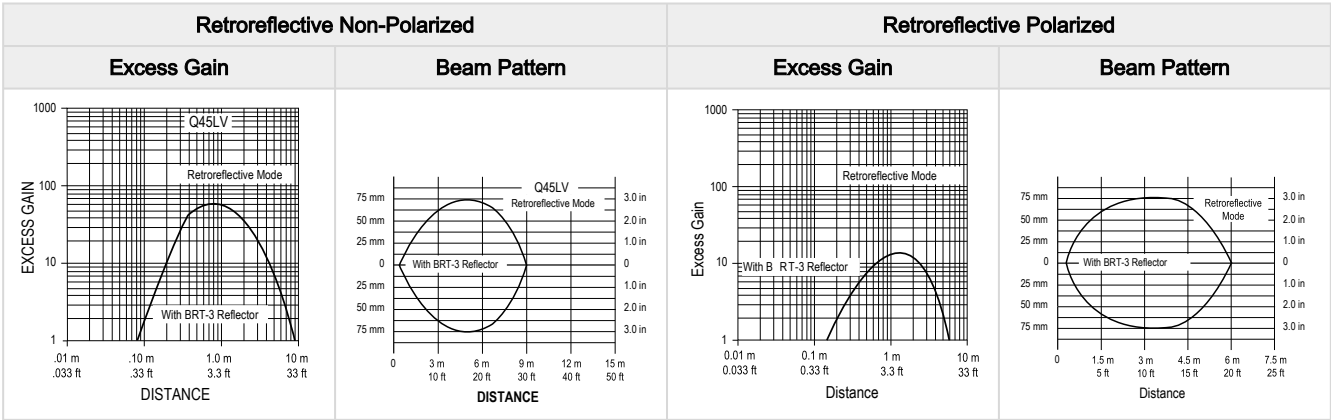 Retroreflective Non-Polarized
Retroreflective Polarized
Excess Gain
Beam Pattern
Excess Gain
Beam Pattern
1000
100
10
1
EXCESS GAIN
Q45LV
Retroreflective Mode
With BRT-3 Reflector
.01 m
.10 m
1.0 m
10 m
.033 ft
.33 ft
3.3 ft
33 ft
DISTANCE
75 mm
50 mm
25 mm
0
25 mm
50 mm
75 mm
Q45LV
Retroreflective Mode
With BRT-3 Reflector
3.0 in
2.0 in
1.0 in
0
1.0 in
2.0 in
3.0 in
0
3 m
6 m
9 m
12 m
15 m
10 ft
20 ft
30 ft
40 ft
50 ft
DISTANCE
1000
100
10
1
Excess Gain
Retroreflective Mode
With B RT-3 Reflector
0.01 m
0.1 m
1 m
10 m
0.033 ft
0.33 ft
3.3 ft
33 ft
Distance
75 mm
50 mm
25 mm
0
25 mm
50 mm
75 mm
Retroreflective
Mode
With BRT-3 Reflector
3.0 in
2.0 in
1.0 in
0
1.0 in
2.0 in
3.0 in
0
1.5 m
3 m
4.5 m
6 m
7.5 m
5 ft
10 ft
15 ft
20 ft
25 ft
Distance